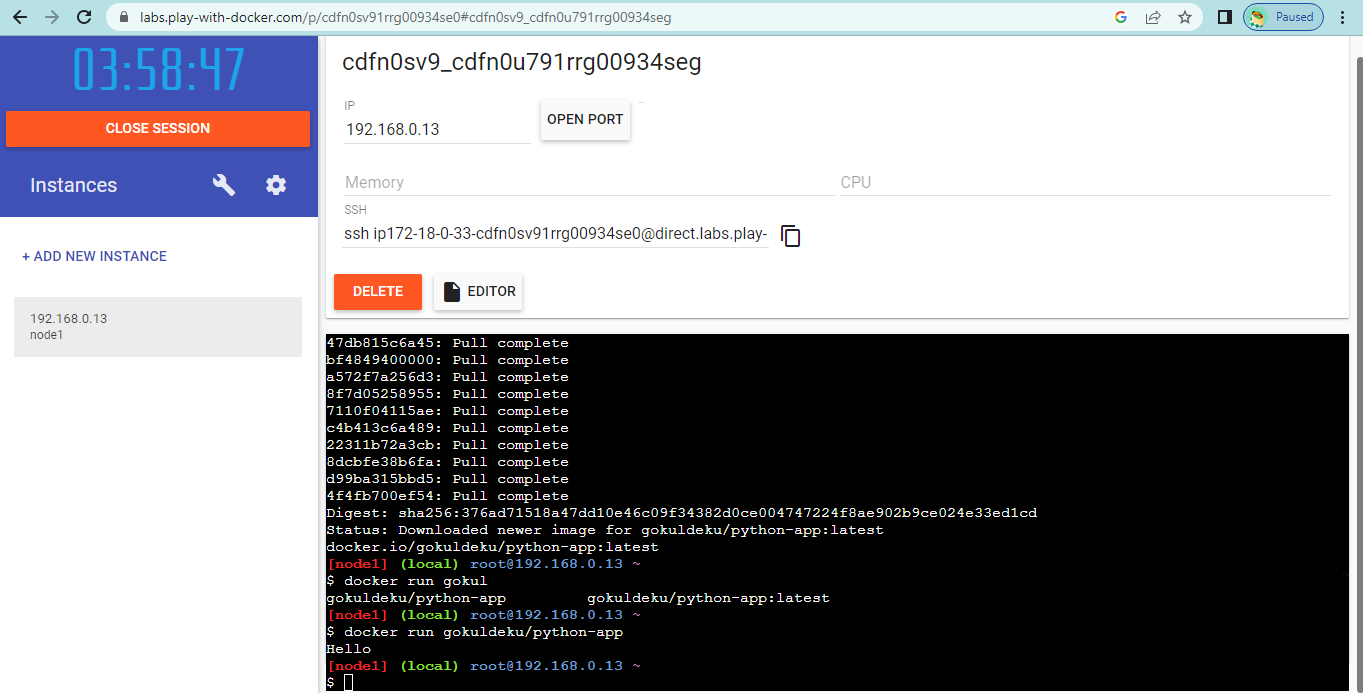 labs.play-with-docker.com/p/cdfn0sv91rrg00934se0#cdfn0sv9_cdfn0u791rrg00934seg
Paused
03:58:47
CLOSE SESSION
Instances
+ ADD NEW INSTANCE
192.168.0.13
node1
cdfn0sv9_cdfn0u791rrg00934seg
IP
192.168.0.13
OPEN PORT
Memory
CPU
SSH
ssh ip172-18-0-33-cdfn0sv91rrg00934se0@direct.labs.play-
DELETE
EDITOR
47db815c6a45: Pull complete
bf4849400000: Pull complete
a572f7a256d3: Pull complete
8f7d05258955: Pull complete
7110f04115ae: Pull complete
c4b413c6a489: Pull complete
22311b72a3cb: Pull complete
8dcbfe38b6fa: Pull complete
d99ba315bbd5: Pull complete
4f4fb700ef54: Pull complete
Digest: sha256:376ad71518a47dd10e46c09f34382d0ce004747224f8ae902b9ce024e33ed1cd
Status: Downloaded newer image for gokuldeku/python-app:latest
docker.io/gokuldeku/python-app:latest
[node1] (local) root@192.168.0.13 ~
$ docker run gokul
gokuldeku/python-app gokuldeku/python-app:latest
[node1] (local) root@192.168.0.13 ~
$ docker run gokuldeku/python-app
Hello
[node1] (local) root@192.168.0.13 ~
$